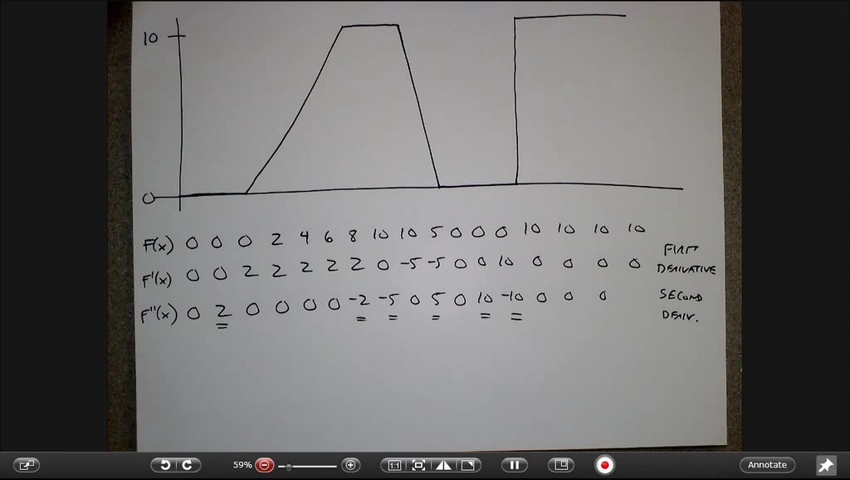 10
0
F(x) 0 0 0 2 4 6 8 10 10 5 0 0 0 10 10 10 10
F'(x) 0 0 2 2 2 2 2 0 -5 -5 0 0 10 0 0 0 0 FIRST DERIVATIVE
F"(x) 0 2 0 0 0 0 -2 -5 0 5 0 10 -10 0 0 0 SECOND DERIV.
59%
1:1
Annotate